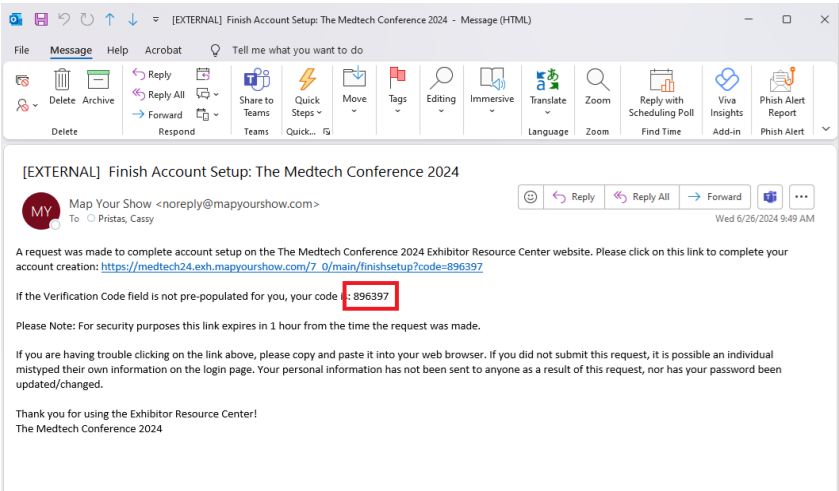 [EXTERNAL] Finish Account Setup: The Medtech Conference 2024 - Message (HTML)
File Message Help Acrobat Tell me what you want to do
Delete Archive
Reply
Reply All
Forward
Share to Teams
Quick Steps
Move
Tags
Editing
Immersive
Translate
Zoom
Reply with Scheduling Poll
Viva Insights
Phish Alert Report
Delete Respond Teams Quick... Language Zoom Find Time Add-in Phish Alert
[EXTERNAL] Finish Account Setup: The Medtech Conference 2024
MY
Map Your Show <noreply@mapyourshow.com>
To Pristas, Cassy
Reply Reply All Forward
Wed 6/26/2024 9:49 AM
A request was made to complete account setup on the The Medtech Conference 2024 Exhibitor Resource Center website. Please click on this link to complete your
account creation: https://medtech24.exh.mapyourshow.com/7_0/main/finishsetup?code=896397
If the Verification Code field is not pre-populated for you, your code is: 896397
Please Note: For security purposes this link expires in 1 hour from the time the request was made.
If you are having trouble clicking on the link above, please copy and paste it into your web browser. If you did not submit this request, it is possible an individual
mistyped their own information on the login page. Your personal information has not been sent to anyone as a result of this request, nor has your password been
updated/changed.
Thank you for using the Exhibitor Resource Center!
The Medtech Conference 2024